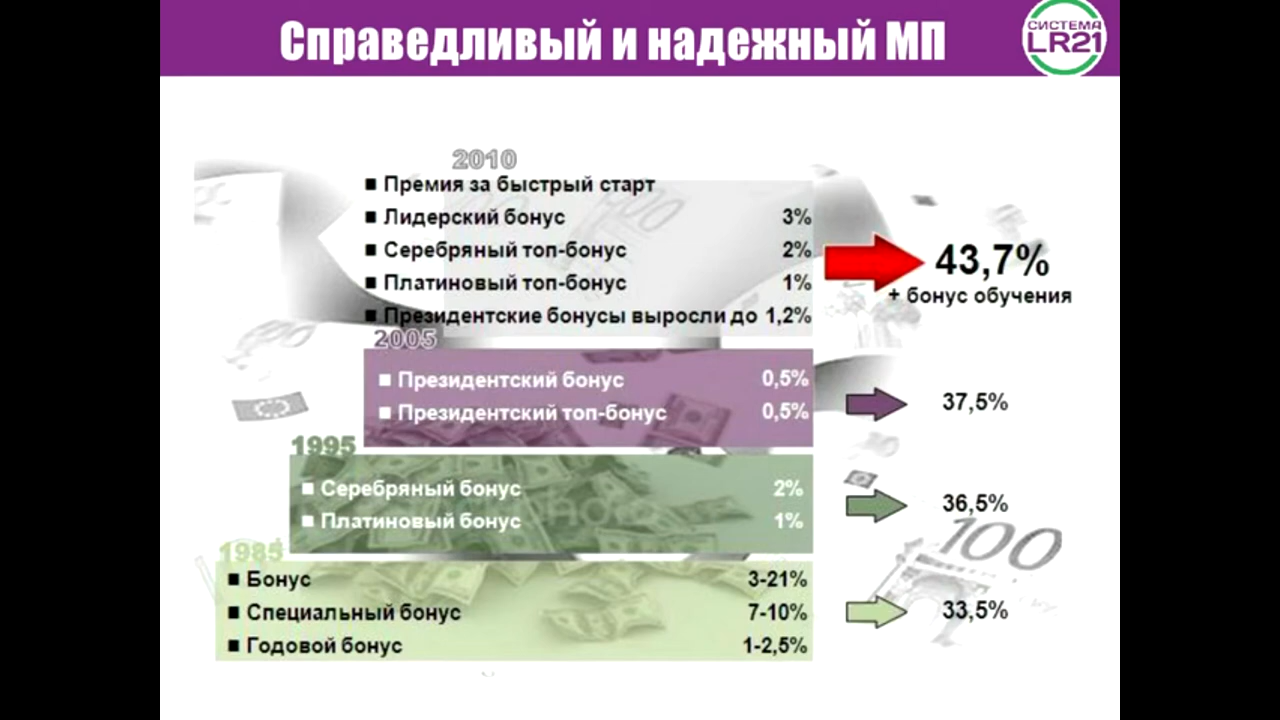 Справедливый и надежный МП
СИСТЕМА
LR21
2010
■ Премия за быстрый старт
■ Лидерский бонус 3%
■ Серебряный топ-бонус 2%
■ Платиновый топ-бонус 1%
■ Президентские бонусы выросли до 1,2%
43,7%
+ бонус обучения
2005
■ Президентский бонус 0,5%
■ Президентский топ-бонус 0,5%
37,5%
1995
■ Серебряный бонус 2%
■ Платиновый бонус 1%
36,5%
1985
■ Бонус 3-21%
■ Специальный бонус 7-10%
■ Годовой бонус 1-2,5%
33,5%
100